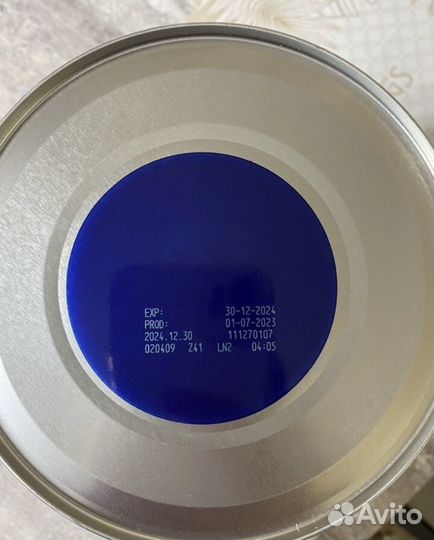 EXP: 30-12-2024
PROD: 01-07-2023
2024.12.30 111270107
020409 Z41 LN2 04:05
Avito